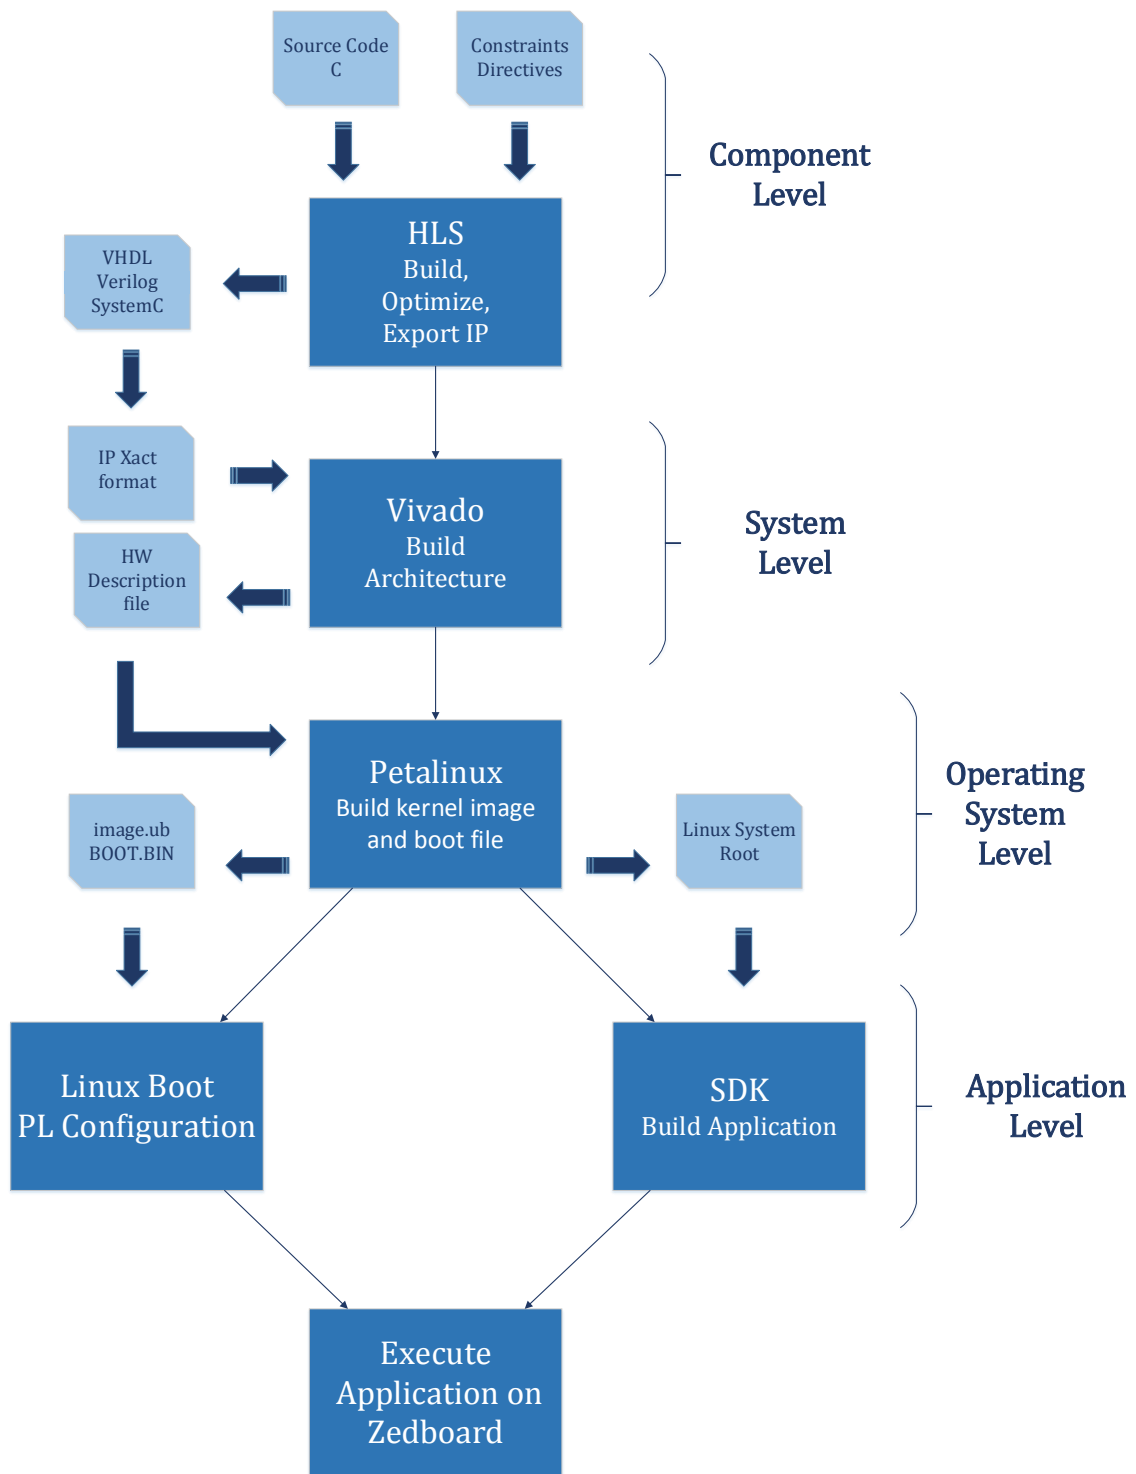 Source Code
C
Constraints
Directives
Component
Level
HLS
Build,
Optimize,
Export IP
VHDL
Verilog
SystemC
IP Xact
format
Vivado
Build
Architecture
System
Level
HW
Description
file
Petalinux
Build kernel image
and boot file
Operating
System
Level
image.ub
BOOT.BIN
Linux System
Root
Linux Boot
PL Configuration
SDK
Build Application
Application
Level
Execute
Application on
Zedboard